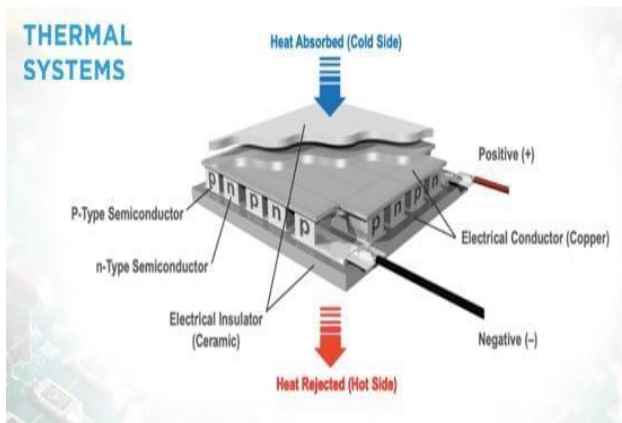 THERMAL
SYSTEMS
Heat Absorbed (Cold Side)
Positive (+)
p
n
p
n
p
p
n
p
n
P-Type Semiconductor
Electrical Conductor (Copper)
n-Type Semiconductor
Electrical Insulator
(Ceramic)
Negative (–)
Heat Rejected (Hot Side)